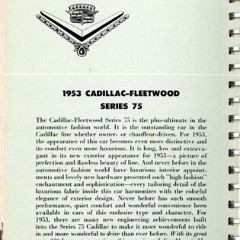 1953 CADILLAC-FLEETWOOD
SERIES 75
The Cadillac-Fleetwood Series 75 is the plus-ultimate in the
automotive fashion world. It is the outstanding car in the
Cadillac line whether owner- or chauffeur-driven. For 1953,
the appearance of this car becomes even more distinctive and
its comfort even more luxurious. It is long, low and extrava-
gant in its new exterior appearance for 1953—a picture of
perfection and flawless beauty of line. And never before in the
automotive fashion world have luxurious interior appoint-
ments and lovely new hardware presented such "high fashion"
enchantment and sophistication—every tailoring detail of the
luxurious fabric inside this car harmonizes with the colorful
elegance of exterior design. Never before has such smooth
performance, quiet comfort and wonderful convenience been
available in cars of this exclusive type and character. For
1953, there are many new engineering achievements built
into the Series 75 Cadillac to make it so wonderful to ride in
and more wonderful to drive than ever before. With its great